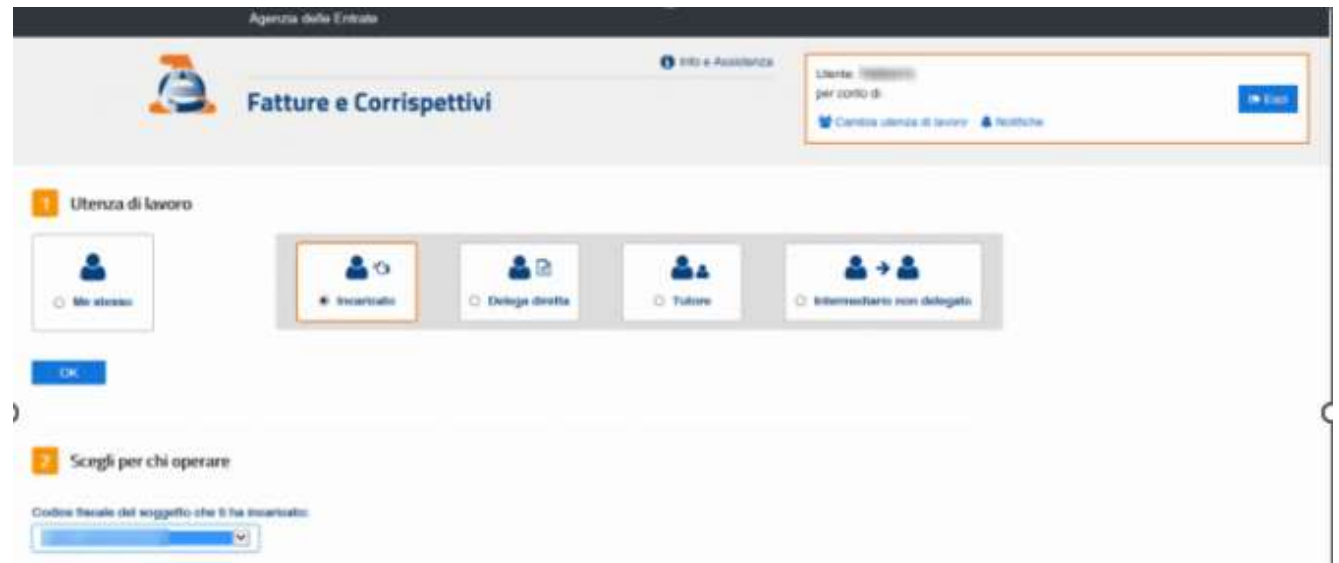 Agenzia delle Entrate
Info e Assistenza
Fatture e Corrispettivi
Utente:
per conto di:
Cambia utenza di lavoro Notifiche
Esci
1 Utenza di lavoro
Me stesso
Incaricato
Delega diretta
Tutore
Intermediario non delegato
OK
2 Scegli per chi operare
Codice fiscale del soggetto che ti ha incaricato: